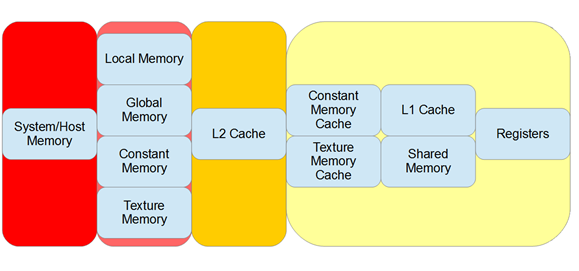 System/Host
Memory
Local Memory
Global
Memory
Constant
Memory
Texture
Memory
L2 Cache
Constant
Memory
Cache
Texture
Memory
Cache
L1 Cache
Shared
Memory
Registers